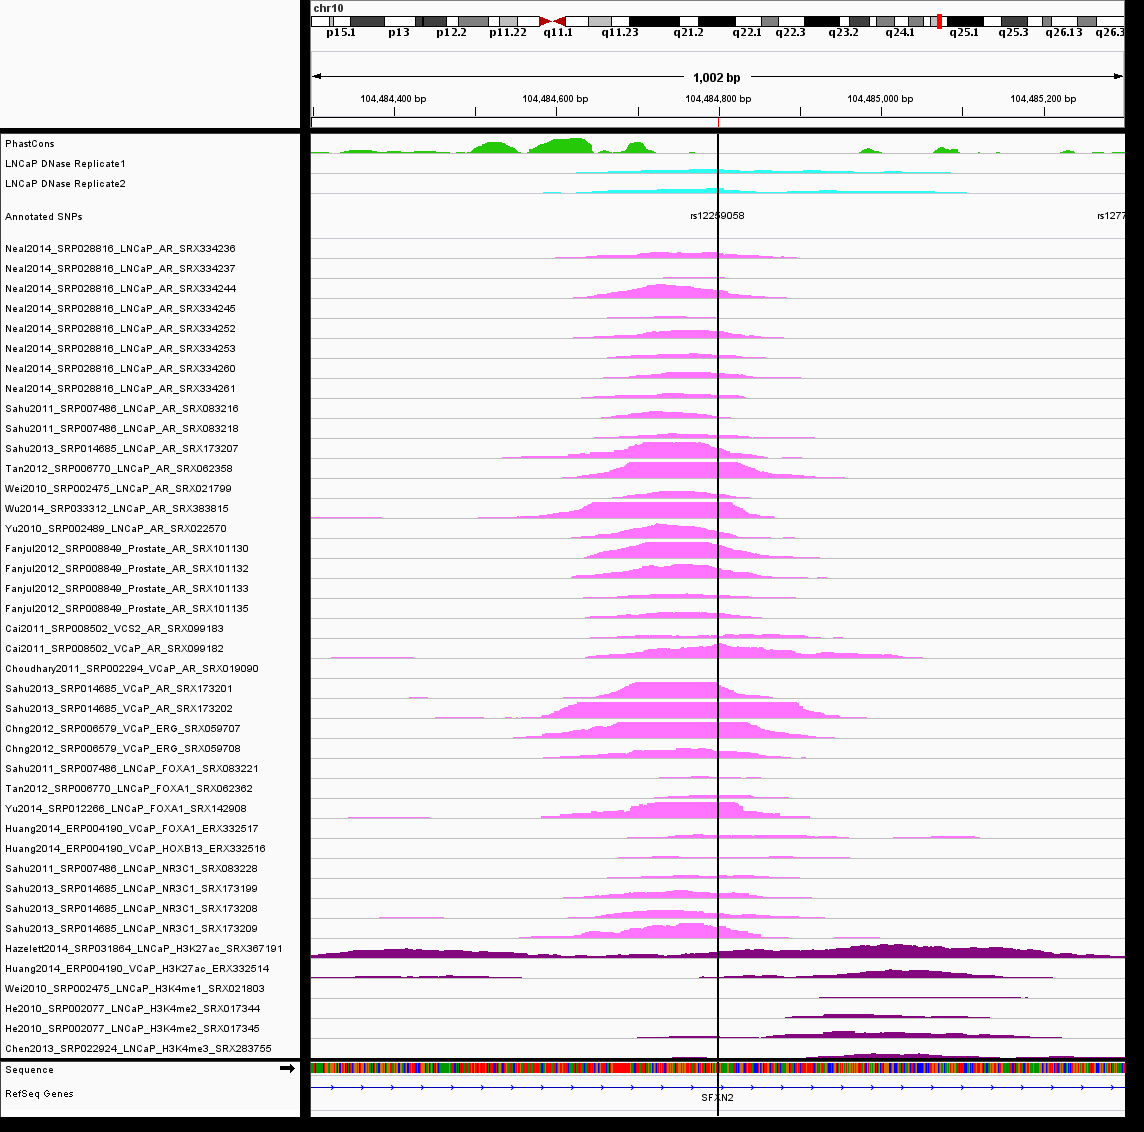 chr10
p15.1 p13 p12.2 p11.22 q11.1 q11.23 q21.2 q22.1 q22.3 q23.2 q24.1 q25.1 q25.3 q26.13 q26.3
1,002 bp
104,484,400 bp 104,484,600 bp 104,484,800 bp 104,485,000 bp 104,485,200 bp
PhastCons
LNCaP DNase Replicate1
LNCaP DNase Replicate2
Annotated SNPs rs12259058 rs1277
Neal2014_SRP028816_LNCaP_AR_SRX334236
Neal2014_SRP028816_LNCaP_AR_SRX334237
Neal2014_SRP028816_LNCaP_AR_SRX334244
Neal2014_SRP028816_LNCaP_AR_SRX334245
Neal2014_SRP028816_LNCaP_AR_SRX334252
Neal2014_SRP028816_LNCaP_AR_SRX334253
Neal2014_SRP028816_LNCaP_AR_SRX334260
Neal2014_SRP028816_LNCaP_AR_SRX334261
Sahu2011_SRP007486_LNCaP_AR_SRX083216
Sahu2011_SRP007486_LNCaP_AR_SRX083218
Sahu2013_SRP014685_LNCaP_AR_SRX173207
Tan2012_SRP006770_LNCaP_AR_SRX062358
Wei2010_SRP002475_LNCaP_AR_SRX021799
Wu2014_SRP033312_LNCaP_AR_SRX383815
Yu2010_SRP002489_LNCaP_AR_SRX022570
Fanjul2012_SRP008849_Prostate_AR_SRX101130
Fanjul2012_SRP008849_Prostate_AR_SRX101132
Fanjul2012_SRP008849_Prostate_AR_SRX101133
Fanjul2012_SRP008849_Prostate_AR_SRX101135
Cai2011_SRP008502_VCS2_AR_SRX099183
Cai2011_SRP008502_VCaP_AR_SRX099182
Choudhary2011_SRP002294_VCaP_AR_SRX019090
Sahu2013_SRP014685_VCaP_AR_SRX173201
Sahu2013_SRP014685_VCaP_AR_SRX173202
Chng2012_SRP006579_VCaP_ERG_SRX059707
Chng2012_SRP006579_VCaP_ERG_SRX059708
Sahu2011_SRP007486_LNCaP_FOXA1_SRX083221
Tan2012_SRP006770_LNCaP_FOXA1_SRX062362
Yu2014_SRP012266_LNCaP_FOXA1_SRX142908
Huang2014_ERP004190_VCaP_FOXA1_ERX332517
Huang2014_ERP004190_VCaP_HOXB13_ERX332516
Sahu2011_SRP007486_LNCaP_NR3C1_SRX083228
Sahu2013_SRP014685_LNCaP_NR3C1_SRX173199
Sahu2013_SRP014685_LNCaP_NR3C1_SRX173208
Sahu2013_SRP014685_LNCaP_NR3C1_SRX173209
Hazelett2014_SRP031864_LNCaP_H3K27ac_SRX367191
Huang2014_ERP004190_VCaP_H3K27ac_ERX332514
Wei2010_SRP002475_LNCaP_H3K4me1_SRX021803
He2010_SRP002077_LNCaP_H3K4me2_SRX017344
He2010_SRP002077_LNCaP_H3K4me2_SRX017345
Chen2013_SRP022924_LNCaP_H3K4me3_SRX283755
Sequence
RefSeq Genes
SFXN2